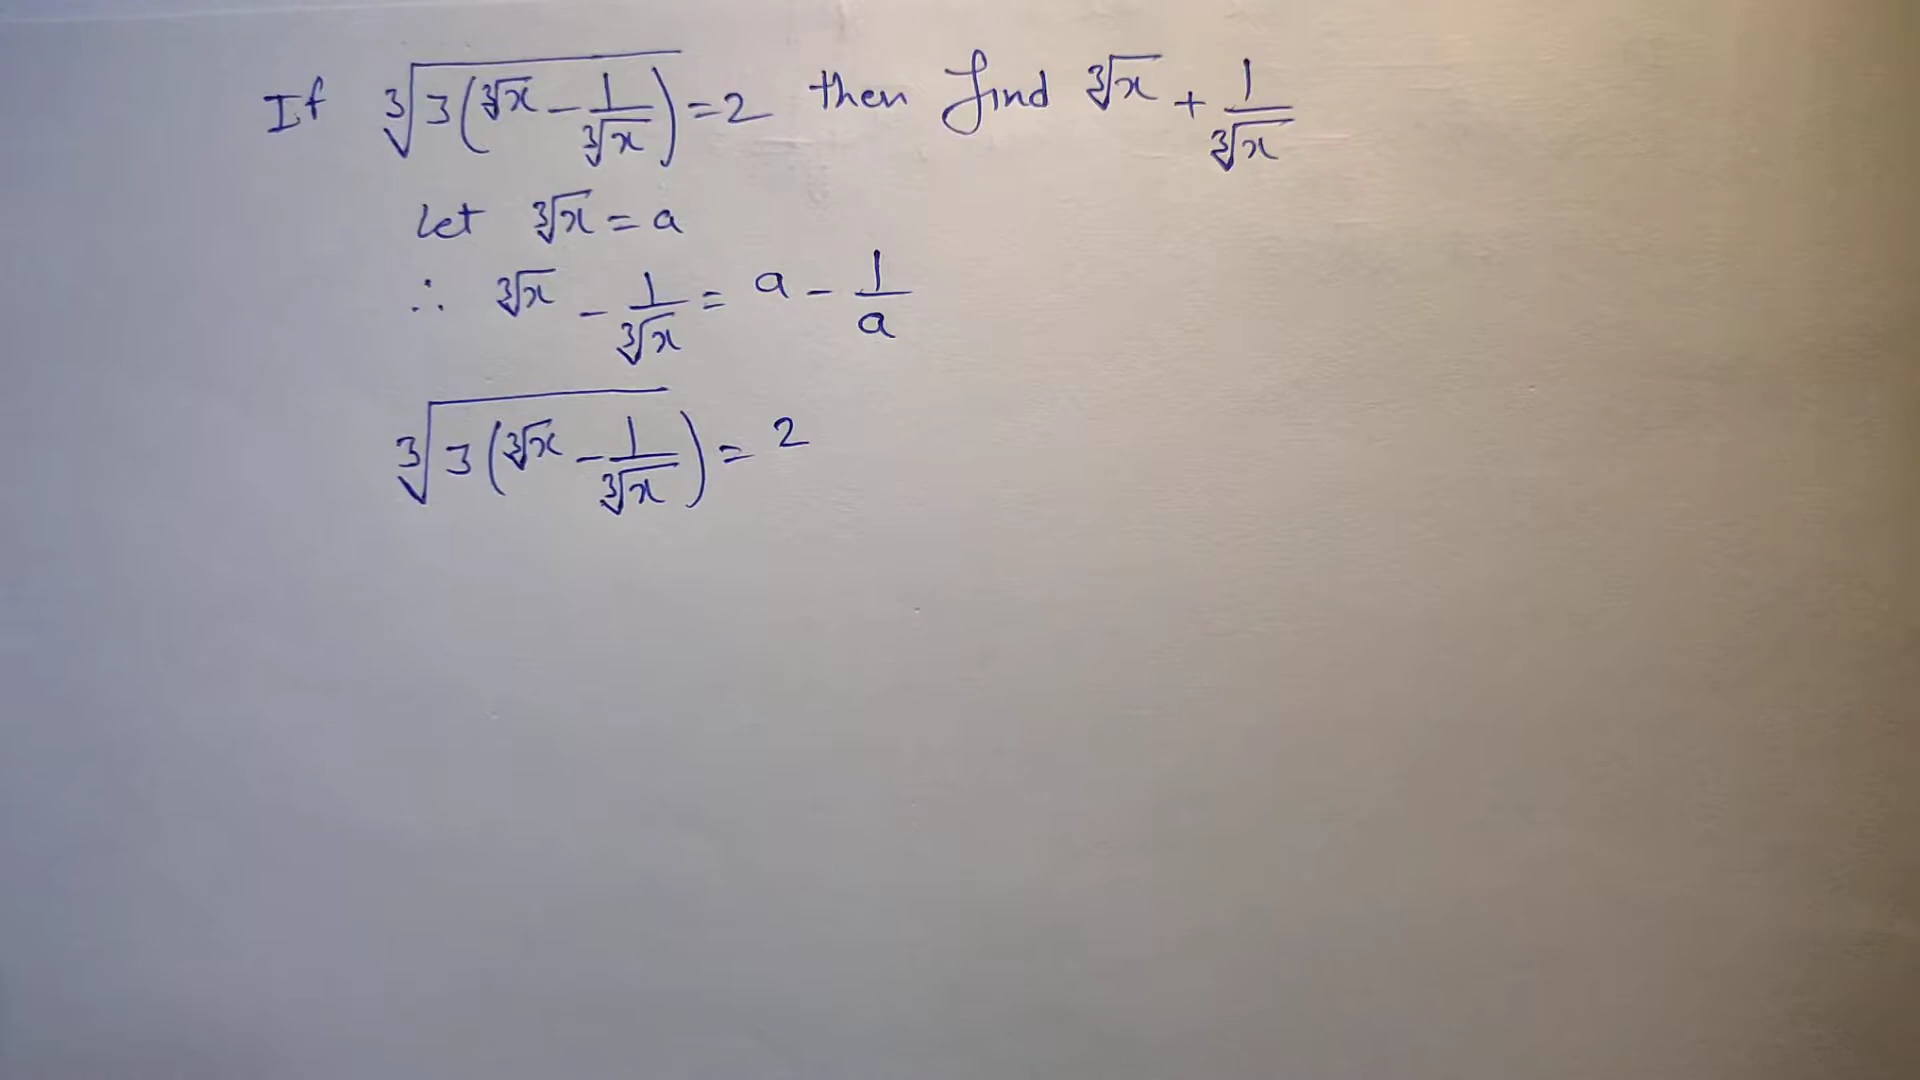 If ∛(3(∛x − 1/∛x)) = 2 then find ∛x + 1/∛x
Let ∛x = a
∴ ∛x − 1/∛x = a − 1/a
∛(3(∛x − 1/∛x)) = 2